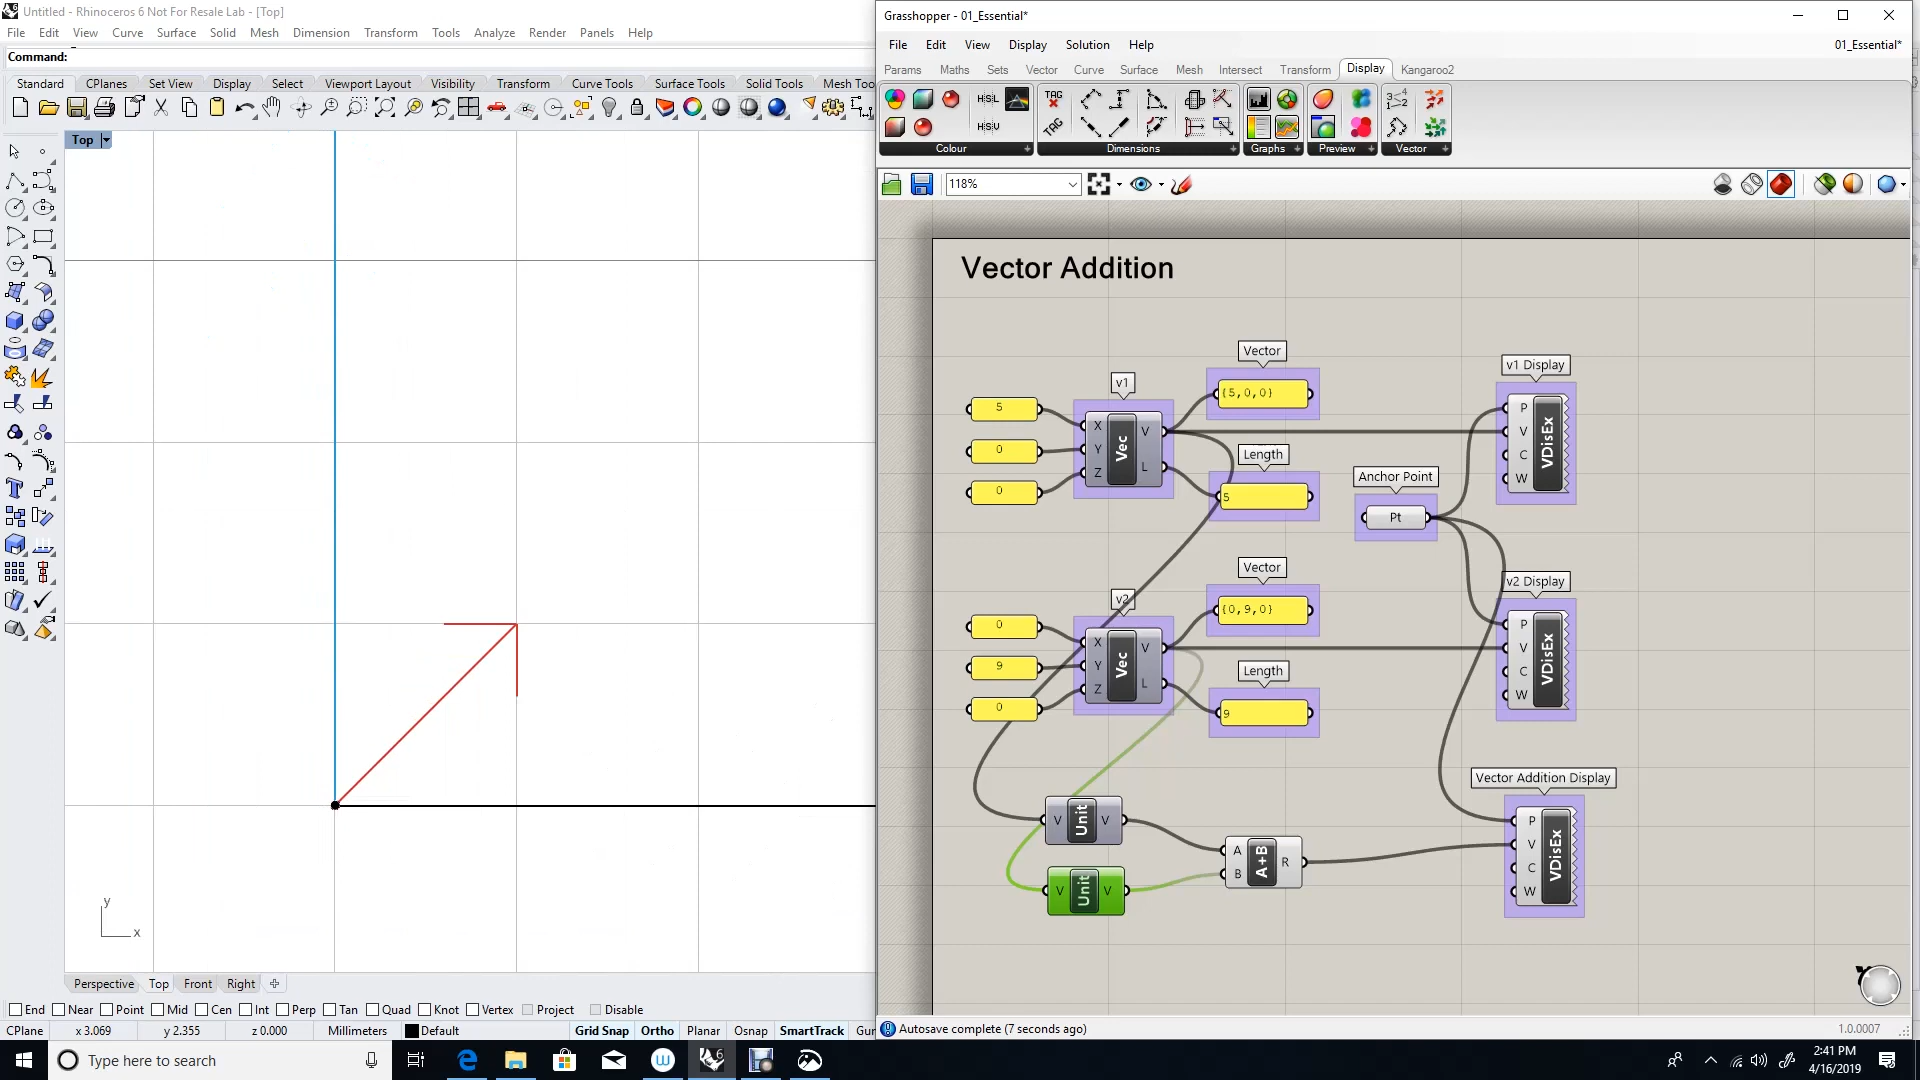 Untitled - Rhinoceros 6 Not For Resale Lab - [Top]
File Edit View Curve Surface Solid Mesh Dimension Transform Tools Analyze Render Panels Help
Command:
Standard CPlanes Set View Display Select Viewport Layout Visibility Transform Curve Tools Surface Tools Solid Tools Mesh Too
Top
y
x
Perspective Top Front Right
End Near Point Mid Cen Int Perp Tan Quad Knot Vertex Project Disable
CPlane x 3.069 y 2.355 z 0.000 Millimeters Default Grid Snap Ortho Planar Osnap SmartTrack Gur
Grasshopper - 01_Essential*
File Edit View Display Solution Help 01_Essential*
Params Maths Sets Vector Curve Surface Mesh Intersect Transform Display Kangaroo2
HSL
HSV
TAG
TAG
Colour Dimensions Graphs Preview Vector
118%
Vector Addition
v1
5
0
0
X
Y
Z
Vec
V
L
Vector
{5,0,0}
Length
5
Anchor Point
Pt
v1 Display
P
V
C
W
VDisEx
v2
0
9
0
X
Y
Z
Vec
V
L
Vector
{0,9,0}
Length
9
v2 Display
P
V
C
W
VDisEx
V Unit V
V Unit V
A
B
A+B
R
Vector Addition Display
P
V
C
W
VDisEx
Autosave complete (7 seconds ago) 1.0.0007
Type here to search
2:41 PM
4/16/2019